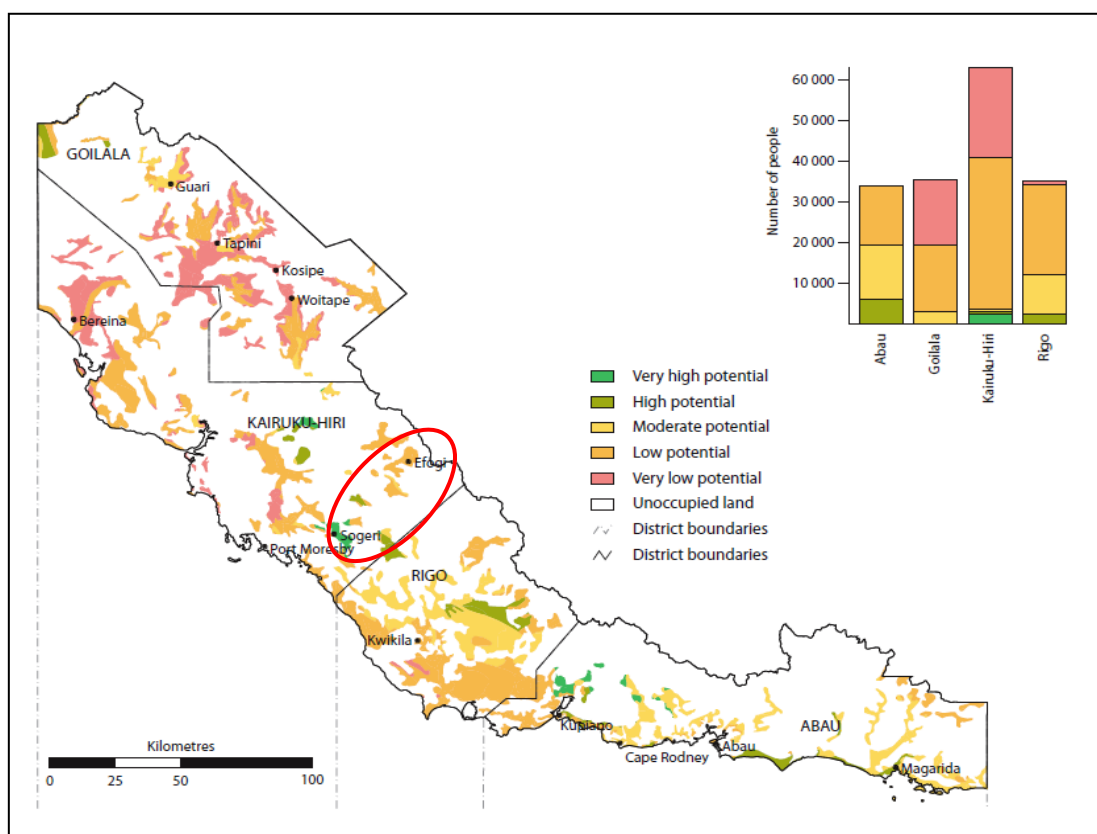 60 000
50 000
40 000
30 000
20 000
10 000
Number of people
Abau
Goilala
Kairuku-Hiri
Rigo
GOILALA
Guari
Tapini
Kosipe
Woitape
Bereina
KAIRUKU-HIRI
Efogi
Sogeri
Port Moresby
RIGO
Kwikila
Kupiano
Cape Rodney
Abau
ABAU
Magarida
Very high potential
High potential
Moderate potential
Low potential
Very low potential
Unoccupied land
District boundaries
District boundaries
Kilometres
0 25 50 100